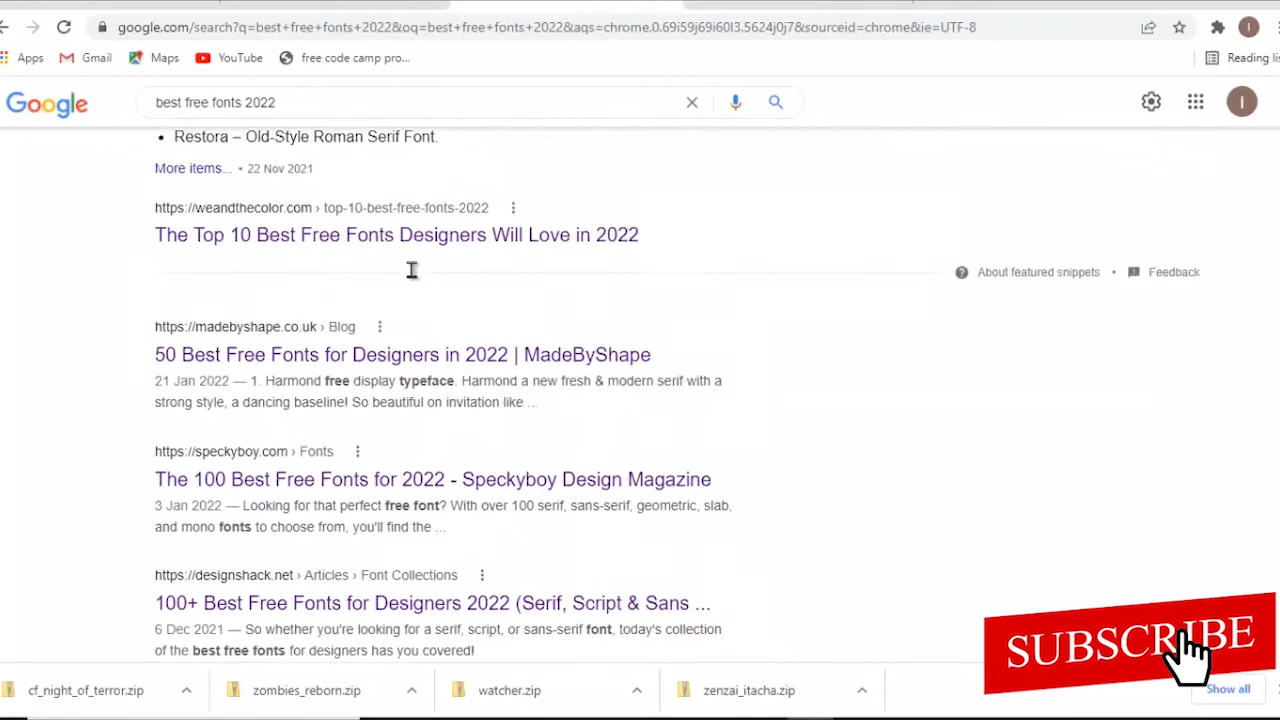 google.com/search?q=best+free+fonts+2022&oq=best+free+fonts+2022&aqs=chrome.0.69i59j69i60l3.5624j0j7&sourceid=chrome&ie=UTF-8
I
Apps Gmail Maps YouTube free code camp pro... Reading lis
Google best free fonts 2022 I
• Restora – Old-Style Roman Serif Font.
More items... • 22 Nov 2021
https://weandthecolor.com › top-10-best-free-fonts-2022
The Top 10 Best Free Fonts Designers Will Love in 2022
About featured snippets • Feedback
https://madebyshape.co.uk › Blog
50 Best Free Fonts for Designers in 2022 | MadeByShape
21 Jan 2022 — 1. Harmond free display typeface. Harmond a new fresh & modern serif with a
strong style, a dancing baseline! So beautiful on invitation like ...
https://speckyboy.com › Fonts
The 100 Best Free Fonts for 2022 - Speckyboy Design Magazine
3 Jan 2022 — Looking for that perfect free font? With over 100 serif, sans-serif, geometric, slab,
and mono fonts to choose from, you'll find the ...
https://designshack.net › Articles › Font Collections
100+ Best Free Fonts for Designers 2022 (Serif, Script & Sans ...
6 Dec 2021 — So whether you're looking for a serif, script, or sans-serif font, today's collection
of the best free fonts for designers has you covered!
SUBSCRIBE
cf_night_of_terror.zip zombies_reborn.zip watcher.zip zenzai_itacha.zip Show all